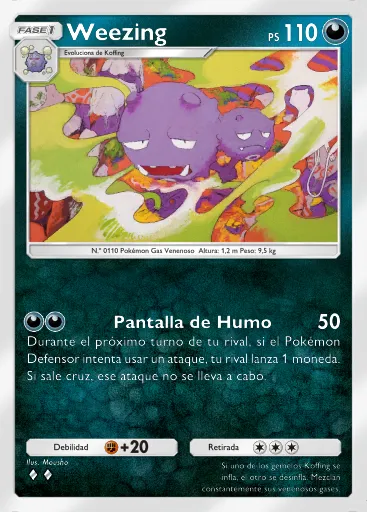 FASE 1
Weezing
PS 110
Evoluciona de Koffing
N.º 0110 Pokémon Gas Venenoso Altura: 1,2 m Peso: 9,5 kg
Pantalla de Humo 50
Durante el próximo turno de tu rival, si el Pokémon
Defensor intenta usar un ataque, tu rival lanza 1 moneda.
Si sale cruz, ese ataque no se lleva a cabo.
Debilidad +20
Retirada
Ilus. Mousho
Si uno de los gemelos Koffing se
infla, el otro se desinfla. Mezclan
constantemente sus venenosos gases.